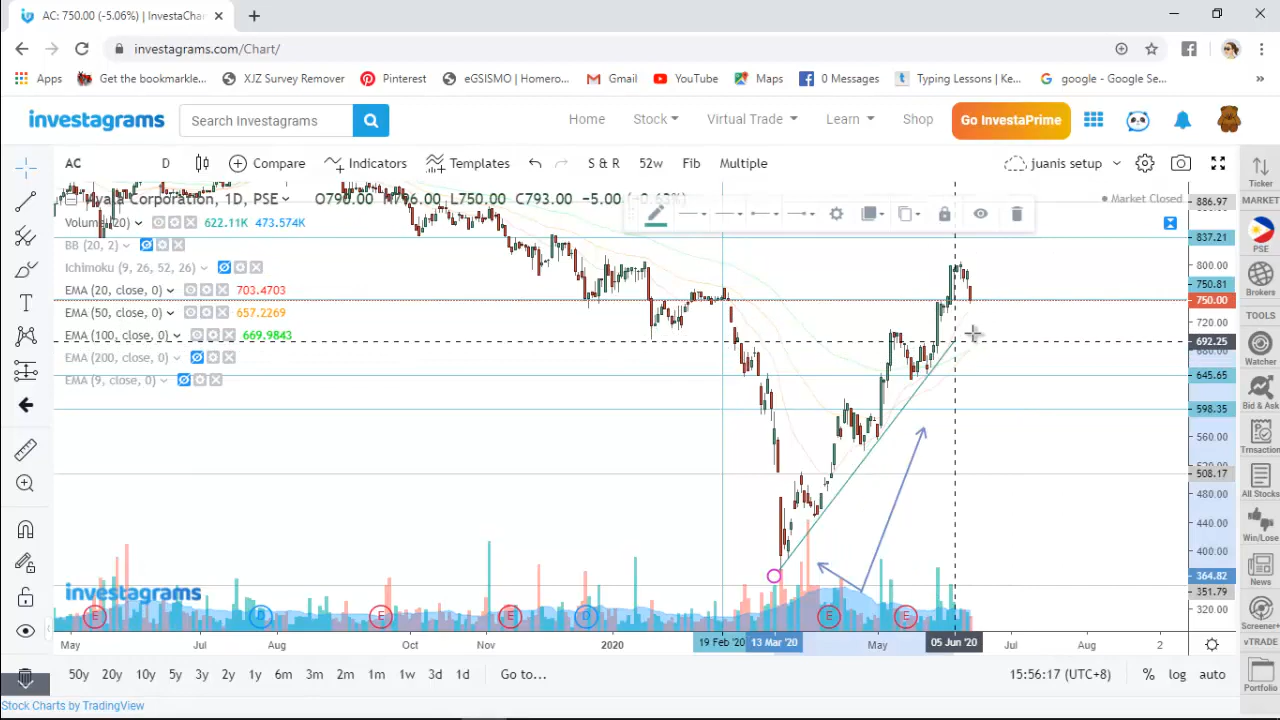 AC: 750.00 (-5.06%) | InvestaChar
investagrams.com/Chart/
Apps Get the bookmarkle... XJZ Survey Remover Pinterest eGSISMO | Homero... Gmail YouTube Maps 0 Messages Typing Lessons | Ke... google - Google Se... »
investagrams Search Investagrams Home Stock Virtual Trade Learn Shop Go InvestaPrime
AC D Compare Indicators Templates S & R 52w Fib Multiple juanis setup
Ticker
Ayala Corporation, 1D, PSE O790.00 H796.00 L750.00 C793.00 −5.00 (−0.63%)
Market Closed
886.97
MARKET
Volume (20) 622.11K 473.574K
BB (20, 2)
837.21
PSE
Ichimoku (9, 26, 52, 26)
800.00
EMA (20, close, 0) 703.4703
750.81
Brokers
750.00
EMA (50, close, 0)
TOOLS
720.00
EMA (100, close, 0) 669.9843
692.25
680.00
EMA (200, close, 0)
Watcher
EMA (9, close, 0)
645.65
598.35
Bid & Ask
560.00
Trnsaction
520.00
508.17
480.00
All Stocks
440.00
Win/Lose
400.00
364.82
News
investagrams
351.79
320.00
E D E E D E E
Screener+
May Jul Aug Oct Nov 2020 19 Feb '20 13 Mar '20 May 05 Jun '20 Jul Aug 2
vTRADE
50y 20y 10y 5y 3y 2y 1y 6m 3m 2m 1m 1w 3d 1d Go to... 15:56:17 (UTC+8) % log auto
Portfolio
Stock Charts by TradingView